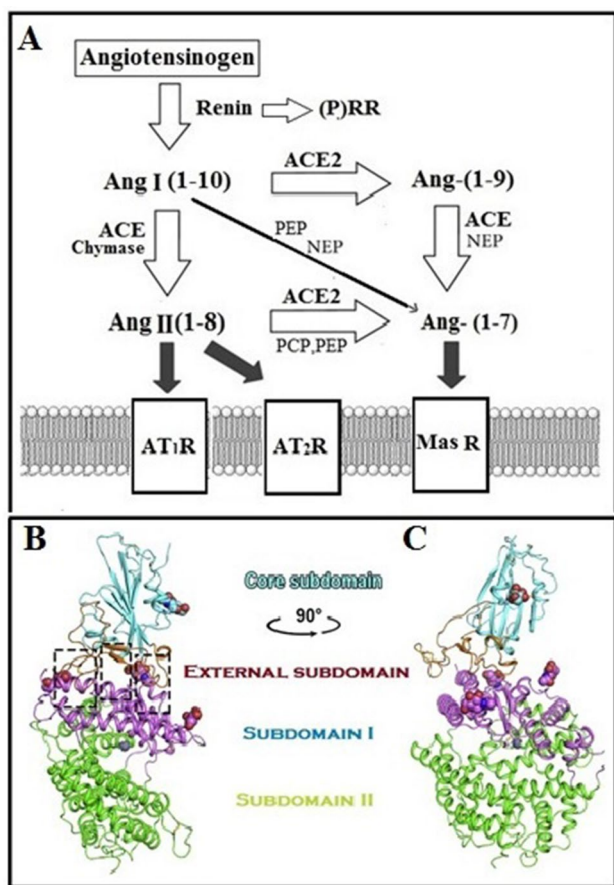 A
Angiotensinogen
Renin (P)RR
ACE2
Ang I (1-10) Ang-(1-9)
PEP
ACE NEP ACE
Chymase NEP
ACE2
Ang II(1-8) Ang- (1-7)
PCP,PEP
AT1R AT2R Mas R
B C
Core subdomain
90°
External subdomain
Subdomain I
Subdomain II